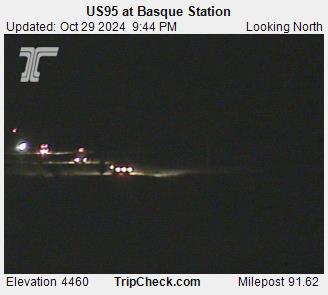 US95 at Basque Station
Updated: Oct 29 2024 9:44 PM Looking North
Elevation 4460 TripCheck.com Milepost 91.62